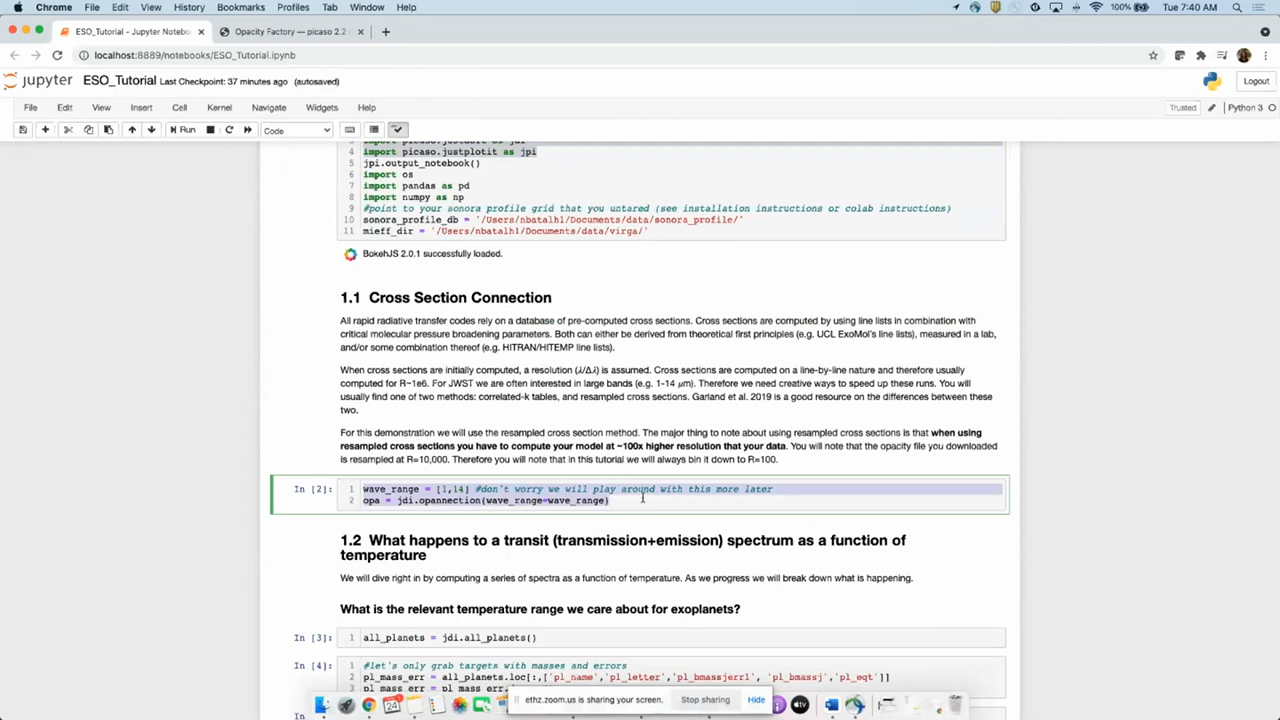 Chrome File Edit View History Bookmarks Profiles Tab Window Help 100% Tue 7:40 AM
ESO_Tutorial - Jupyter Notebo Opacity Factory — picaso 2.2
localhost:8889/notebooks/ESO_Tutorial.ipynb
jupyter ESO_Tutorial Last Checkpoint: 37 minutes ago (autosaved) Logout
File Edit View Insert Cell Kernel Navigate Widgets Help Trusted Python 3
Run Code
4 import picaso.justplotit as jpi
5 jpi.output_notebook()
6 import os
7 import pandas as pd
8 import numpy as np
9 #point to your sonora profile grid that you untared (see installation instructions or colab instructions)
10 sonora_profile_db = '/Users/nbatalh1/Documents/data/sonora_profile/'
11 mieff_dir = '/Users/nbatalh1/Documents/data/virga/'
BokehJS 2.0.1 successfully loaded.
1.1 Cross Section Connection
All rapid radiative transfer codes rely on a database of pre-computed cross sections. Cross sections are computed by using line lists in combination with
critical molecular pressure broadening parameters. Both can either be derived from theoretical first principles (e.g. UCL ExoMol's line lists), measured in a lab,
and/or some combination thereof (e.g. HITRAN/HITEMP line lists).
When cross sections are initially computed, a resolution (λ/Δλ) is assumed. Cross sections are computed on a line-by-line nature and therefore usually
computed for R~1e6. For JWST we are often interested in large bands (e.g. 1-14 μm). Therefore we need creative ways to speed up these runs. You will
usually find one of two methods: correlated-k tables, and resampled cross sections. Garland et al. 2019 is a good resource on the differences between these
two.
For this demonstration we will use the resampled cross section method. The major thing to note about using resampled cross sections is that when using
resampled cross sections you have to compute your model at ~100x higher resolution that your data. You will note that the opacity file you downloaded
is resampled at R=10,000. Therefore you will note that in this tutorial we will always bin it down to R=100.
In [2]: 1 wave_range = [1,14] #don't worry we will play around with this more later
2 opa = jdi.opannection(wave_range=wave_range)
1.2 What happens to a transit (transmission+emission) spectrum as a function of
temperature
We will dive right in by computing a series of spectra as a function of temperature. As we progress we will break down what is happening.
What is the relevant temperature range we care about for exoplanets?
In [3]: 1 all_planets = jdi.all_planets()
In [4]: 1 #let's only grab targets with masses and errors
2 pl_mass_err = all_planets.loc[:,['pl_name','pl_letter','pl_bmassjerr1', 'pl_bmassj','pl_eqt']]
3 pl_mass_err = pl_mass_err
ethz.zoom.us is sharing your screen. Stop sharing Hide
24